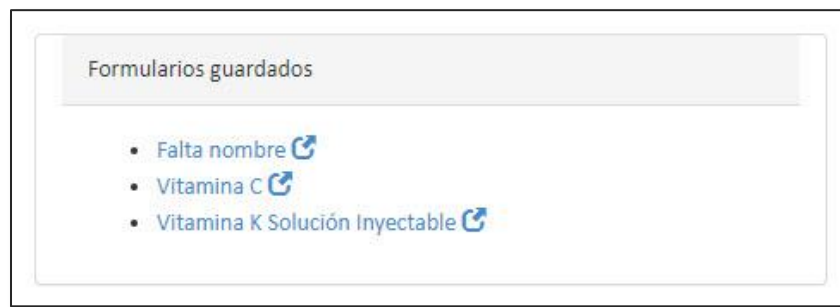 Formularios guardados
Falta nombre
Vitamina C
Vitamina K Solución Inyectable